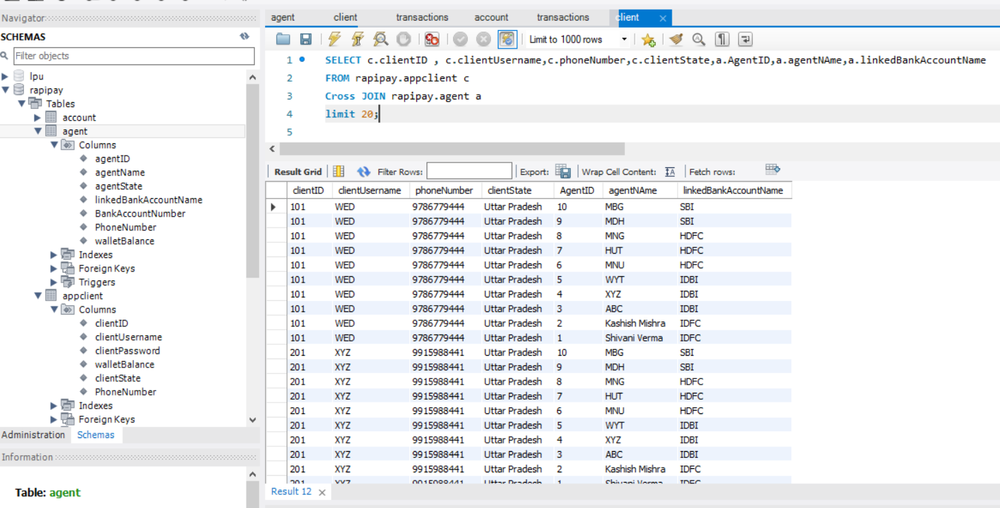 Navigator
SCHEMAS
Filter objects
lpu
rapipay
Tables
account
agent
Columns
agentID
agentName
agentState
linkedBankAccountName
BankAccountNumber
PhoneNumber
walletBalance
Indexes
Foreign Keys
Triggers
appclient
Columns
clientID
clientUsername
clientPassword
walletBalance
clientState
PhoneNumber
Indexes
Foreign Keys
Administration Schemas
Information
Table: agent
agent client transactions account transactions client
Limit to 1000 rows
1 SELECT c.clientID , c.clientUsername,c.phoneNumber,c.clientState,a.AgentID,a.agentNAme,a.linkedBankAccountName
2 FROM rapipay.appclient c
3 Cross JOIN rapipay.agent a
4 limit 20;
5
Result Grid Filter Rows: Export: Wrap Cell Content: IA Fetch rows:
clientID clientUsername phoneNumber clientState AgentID agentNAme linkedBankAccountName
101 WED 9786779444 Uttar Pradesh 10 MBG SBI
101 WED 9786779444 Uttar Pradesh 9 MDH SBI
101 WED 9786779444 Uttar Pradesh 8 MNG HDFC
101 WED 9786779444 Uttar Pradesh 7 HUT HDFC
101 WED 9786779444 Uttar Pradesh 6 MNU HDFC
101 WED 9786779444 Uttar Pradesh 5 WYT IDBI
101 WED 9786779444 Uttar Pradesh 4 XYZ IDBI
101 WED 9786779444 Uttar Pradesh 3 ABC IDBI
101 WED 9786779444 Uttar Pradesh 2 Kashish Mishra IDFC
101 WED 9786779444 Uttar Pradesh 1 Shivani Verma IDFC
201 XYZ 9915988441 Uttar Pradesh 10 MBG SBI
201 XYZ 9915988441 Uttar Pradesh 9 MDH SBI
201 XYZ 9915988441 Uttar Pradesh 8 MNG HDFC
201 XYZ 9915988441 Uttar Pradesh 7 HUT HDFC
201 XYZ 9915988441 Uttar Pradesh 6 MNU HDFC
201 XYZ 9915988441 Uttar Pradesh 5 WYT IDBI
201 XYZ 9915988441 Uttar Pradesh 4 XYZ IDBI
201 XYZ 9915988441 Uttar Pradesh 3 ABC IDBI
201 XYZ 9915988441 Uttar Pradesh 2 Kashish Mishra IDFC
201 XYZ 9915988441 Uttar Pradesh 1 Shivani Verma IDFC
Result 12